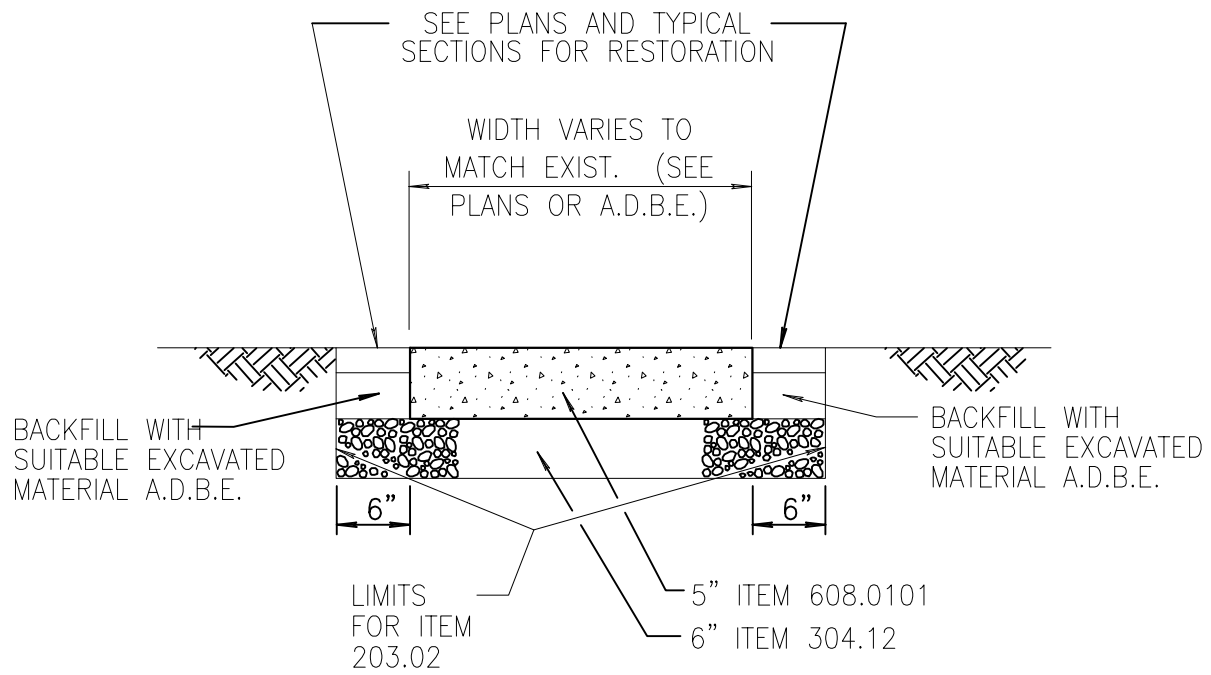 SEE PLANS AND TYPICAL
SECTIONS FOR RESTORATION
WIDTH VARIES TO
MATCH EXIST. (SEE
PLANS OR A.D.B.E.)
BACKFILL WITH
SUITABLE EXCAVATED
MATERIAL A.D.B.E.
BACKFILL WITH
SUITABLE EXCAVATED
MATERIAL A.D.B.E.
6"
6"
LIMITS
FOR ITEM
203.02
5" ITEM 608.0101
6" ITEM 304.12